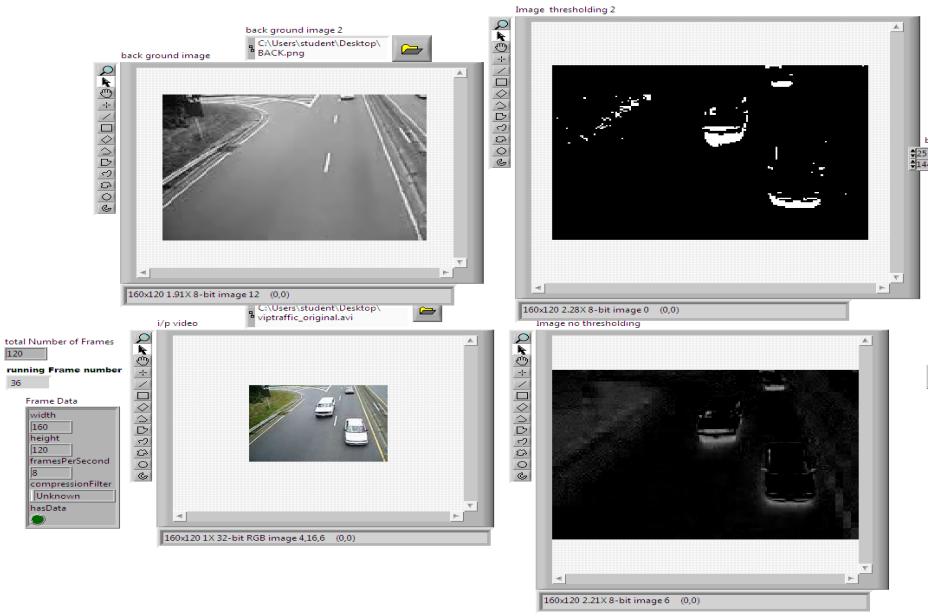 Image  thresholding 2
back ground image 2
C:\Users\student\Desktop\
BACK.png
back ground image
25
14
160x120 1.91X 8-bit image 12    (0,0)
160x120 2.28X 8-bit image 0    (0,0)
C:\Users\student\Desktop\
viptraffic_original.avi
i/p video
Image no thresholding
total Number of Frames
120
running Frame number
36
Frame Data
width
160
height
120
framesPerSecond
8
compressionFilter
Unknown
hasData
160x120 1X 32-bit RGB image 4,16,6    (0,0)
160x120 2.21X 8-bit image 6    (0,0)